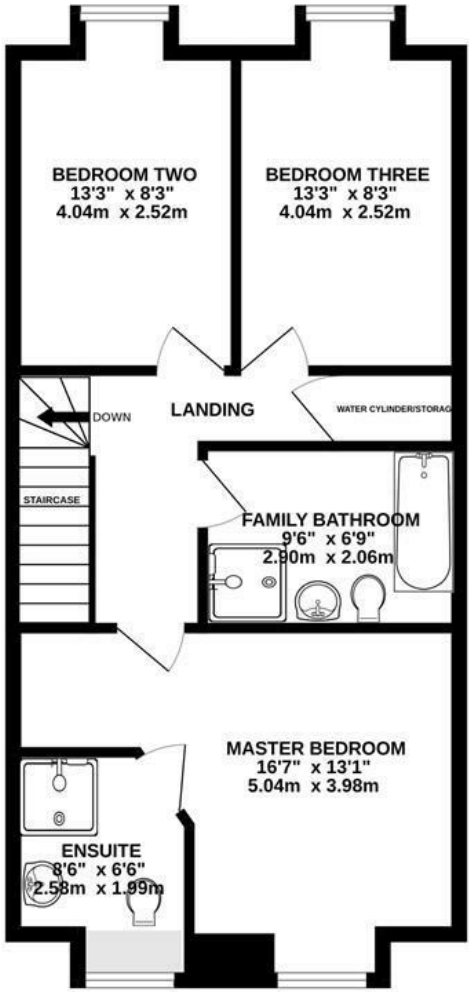 BEDROOM TWO
13'3" x 8'3"
4.04m x 2.52m
BEDROOM THREE
13'3" x 8'3"
4.04m x 2.52m
DOWN
LANDING
WATER CYLINDER/STORAG
STAIRCASE
FAMILY BATHROOM
9'6" x 6'9"
2.90m x 2.06m
MASTER BEDROOM
16'7" x 13'1"
5.04m x 3.98m
ENSUITE
8'6" x 6'6"
2.58m x 1.99m